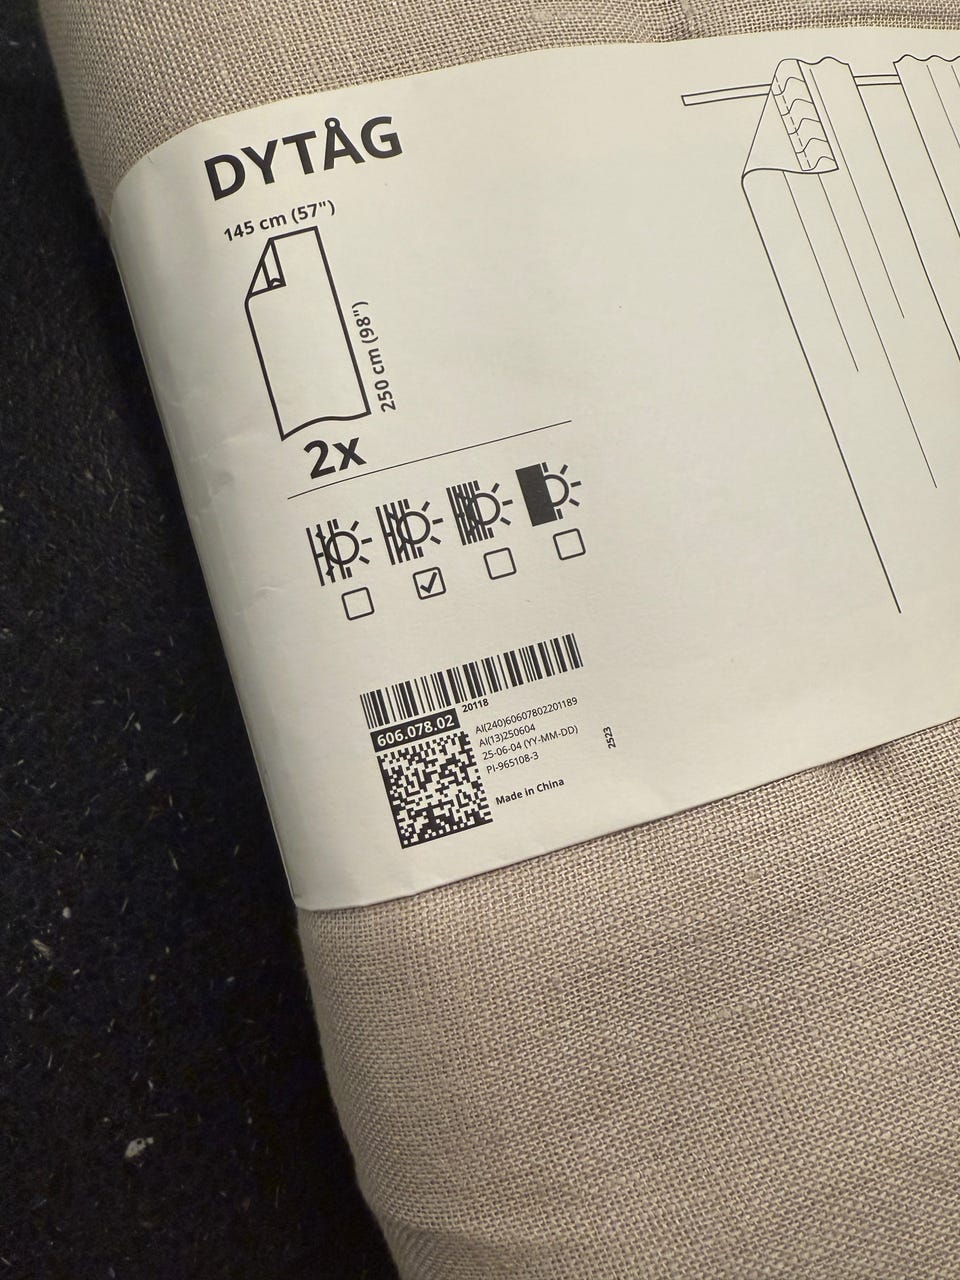 DYTÅG
145 cm (57")
250 cm (98")
2x
20118
606.078.02
AI(240)60607802201189
AI(13)250604
25-06-04 (YY-MM-DD)
PI-965108-3
Made in China
2523